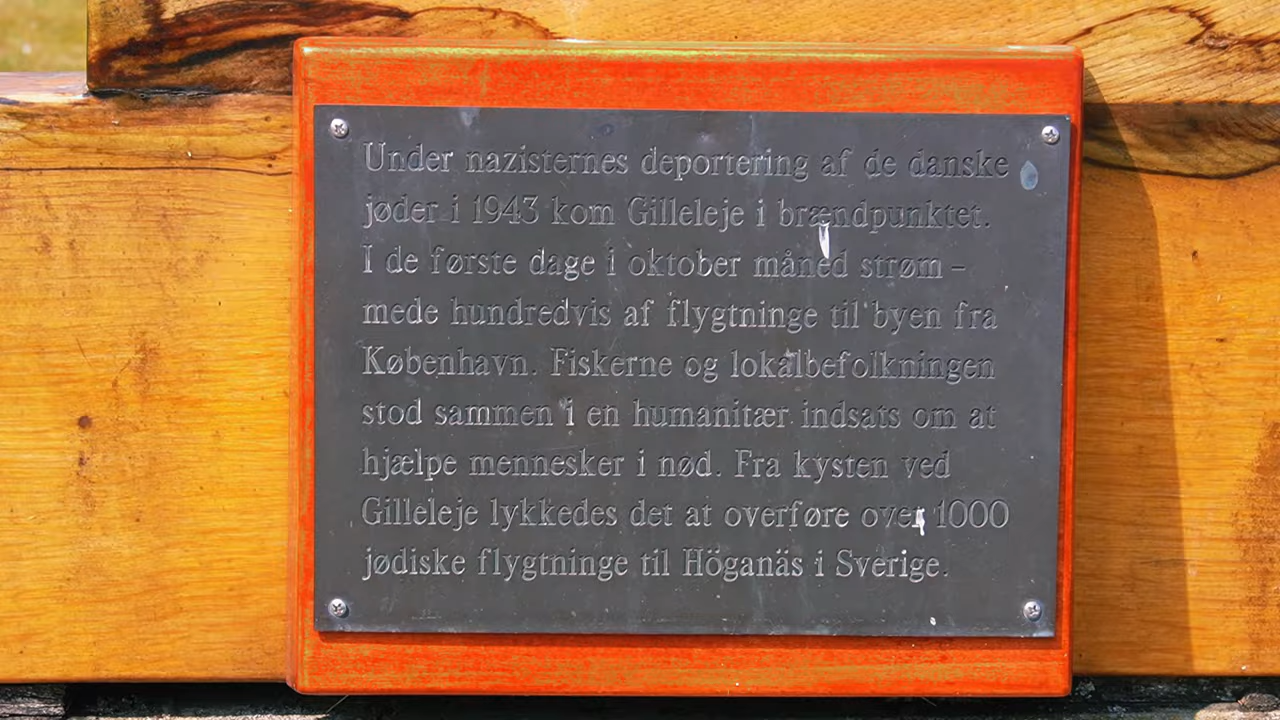 Under nazisternes deportering af de danske
jøder i 1943 kom Gilleleje i brændpunktet.
I de første dage i oktober måned strøm –
mede hundredvis af flygtninge til byen fra
København. Fiskerne og lokalbefolkningen
stod sammen i en humanitær indsats om at
hjælpe mennesker i nød. Fra kysten ved
Gilleleje lykkedes det at overføre over 1000
jødiske flygtninge til Höganäs i Sverige.